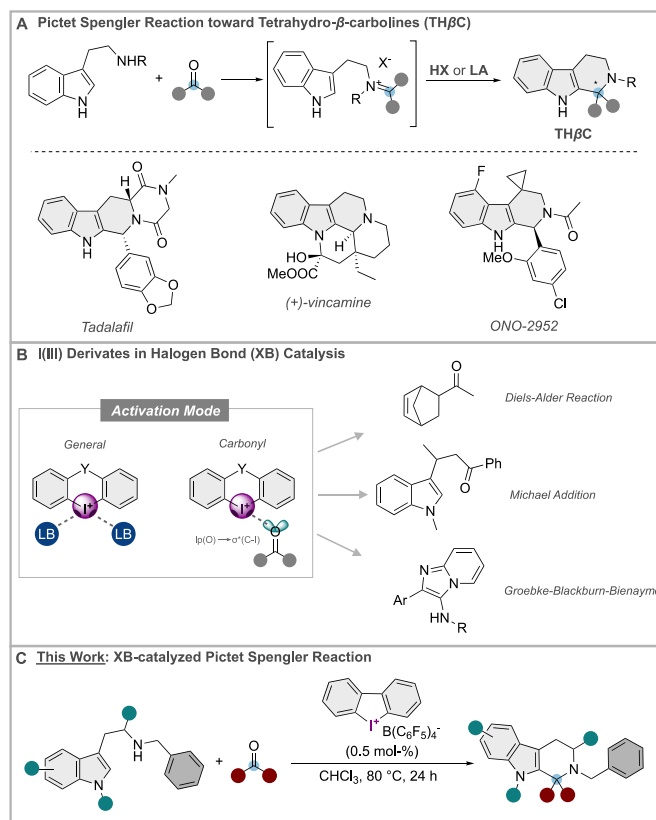 A Pictet Spengler Reaction toward Tetrahydro-β-carbolines (THβC)
NHR
N
H
+
O
N
H
R
N
+
X⁻
HX or LA
N
H
*
N
R
THβC
H
O
N
N
O
N
H
O
O
Tadalafil
N
N
H
HO
MeOOC
Et
(+)-vincamine
F
N
H
N
O
MeO
Cl
ONO-2952
B I(III) Derivates in Halogen Bond (XB) Catalysis
Activation Mode
General
Carbonyl
Y
I⁺
LB
LB
Y
I⁺
O
lp(O)→σ*(C-I)
O
Diels-Alder Reaction
Ph
O
N
Michael Addition
N
N
Ar
HN
R
Groebke-Blackburn-Bienayme
C This Work: XB-catalyzed Pictet Spengler Reaction
N
H
N
+
O
I⁺
B(C₆F₅)₄⁻
(0.5 mol-%)
CHCl₃, 80 °C, 24 h
N
N